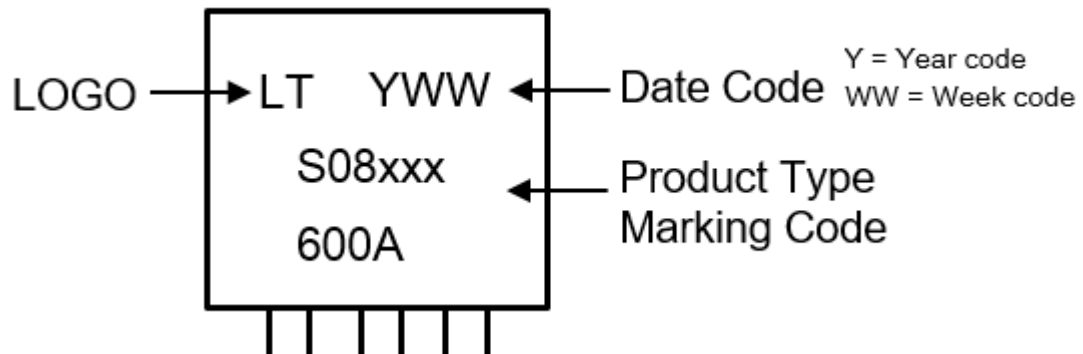 LOGO
LT YWW
Date Code
Y = Year code
WW = Week code
S08xxx
600A
Product Type
Marking Code